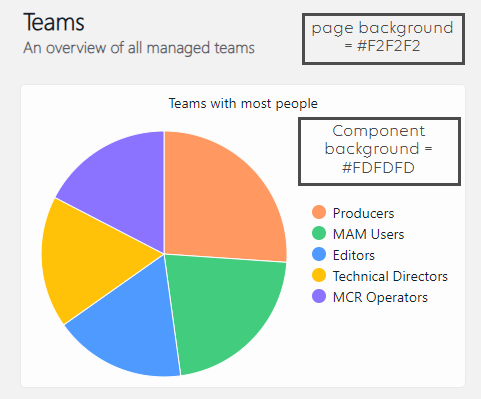 Teams
An overview of all managed teams
page background
= #F2F2F2
Teams with most people
Component
background =
#FDFDFD
Producers
MAM Users
Editors
Technical Directors
MCR Operators